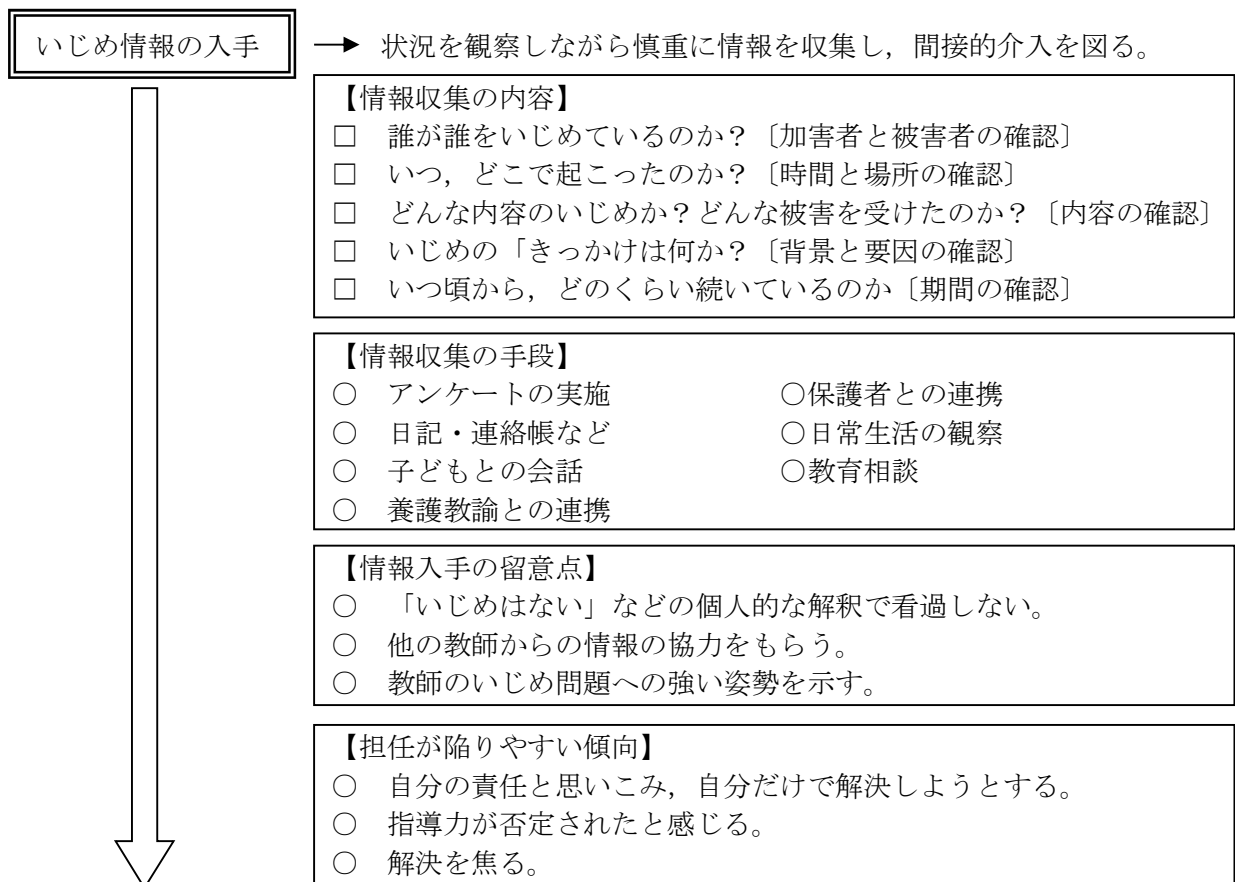 いじめ情報の入手 → 状況を観察しながら慎重に情報を収集し，間接的介入を図る。
【情報収集の内容】
□ 誰が誰をいじめているのか？〔加害者と被害者の確認〕
□ いつ，どこで起こったのか？〔時間と場所の確認〕
□ どんな内容のいじめか？どんな被害を受けたのか？〔内容の確認〕
□ いじめの「きっかけは何か？〔背景と要因の確認〕
□ いつ頃から，どのくらい続いているのか〔期間の確認〕
【情報収集の手段】
○ アンケートの実施 ○保護者との連携
○ 日記・連絡帳など ○日常生活の観察
○ 子どもとの会話 ○教育相談
○ 養護教諭との連携
【情報入手の留意点】
○ 「いじめはない」などの個人的な解釈で看過しない。
○ 他の教師からの情報の協力をもらう。
○ 教師のいじめ問題への強い姿勢を示す。
【担任が陥りやすい傾向】
○ 自分の責任と思いこみ，自分だけで解決しようとする。
○ 指導力が否定されたと感じる。
○ 解決を焦る。